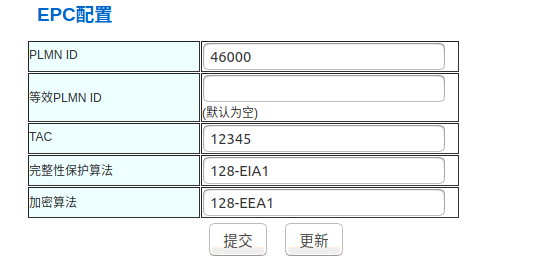 EPC配置
PLMN ID
46000
等效PLMN ID
(默认为空)
TAC
12345
完整性保护算法
128-EIA1
加密算法
128-EEA1
提交 更新